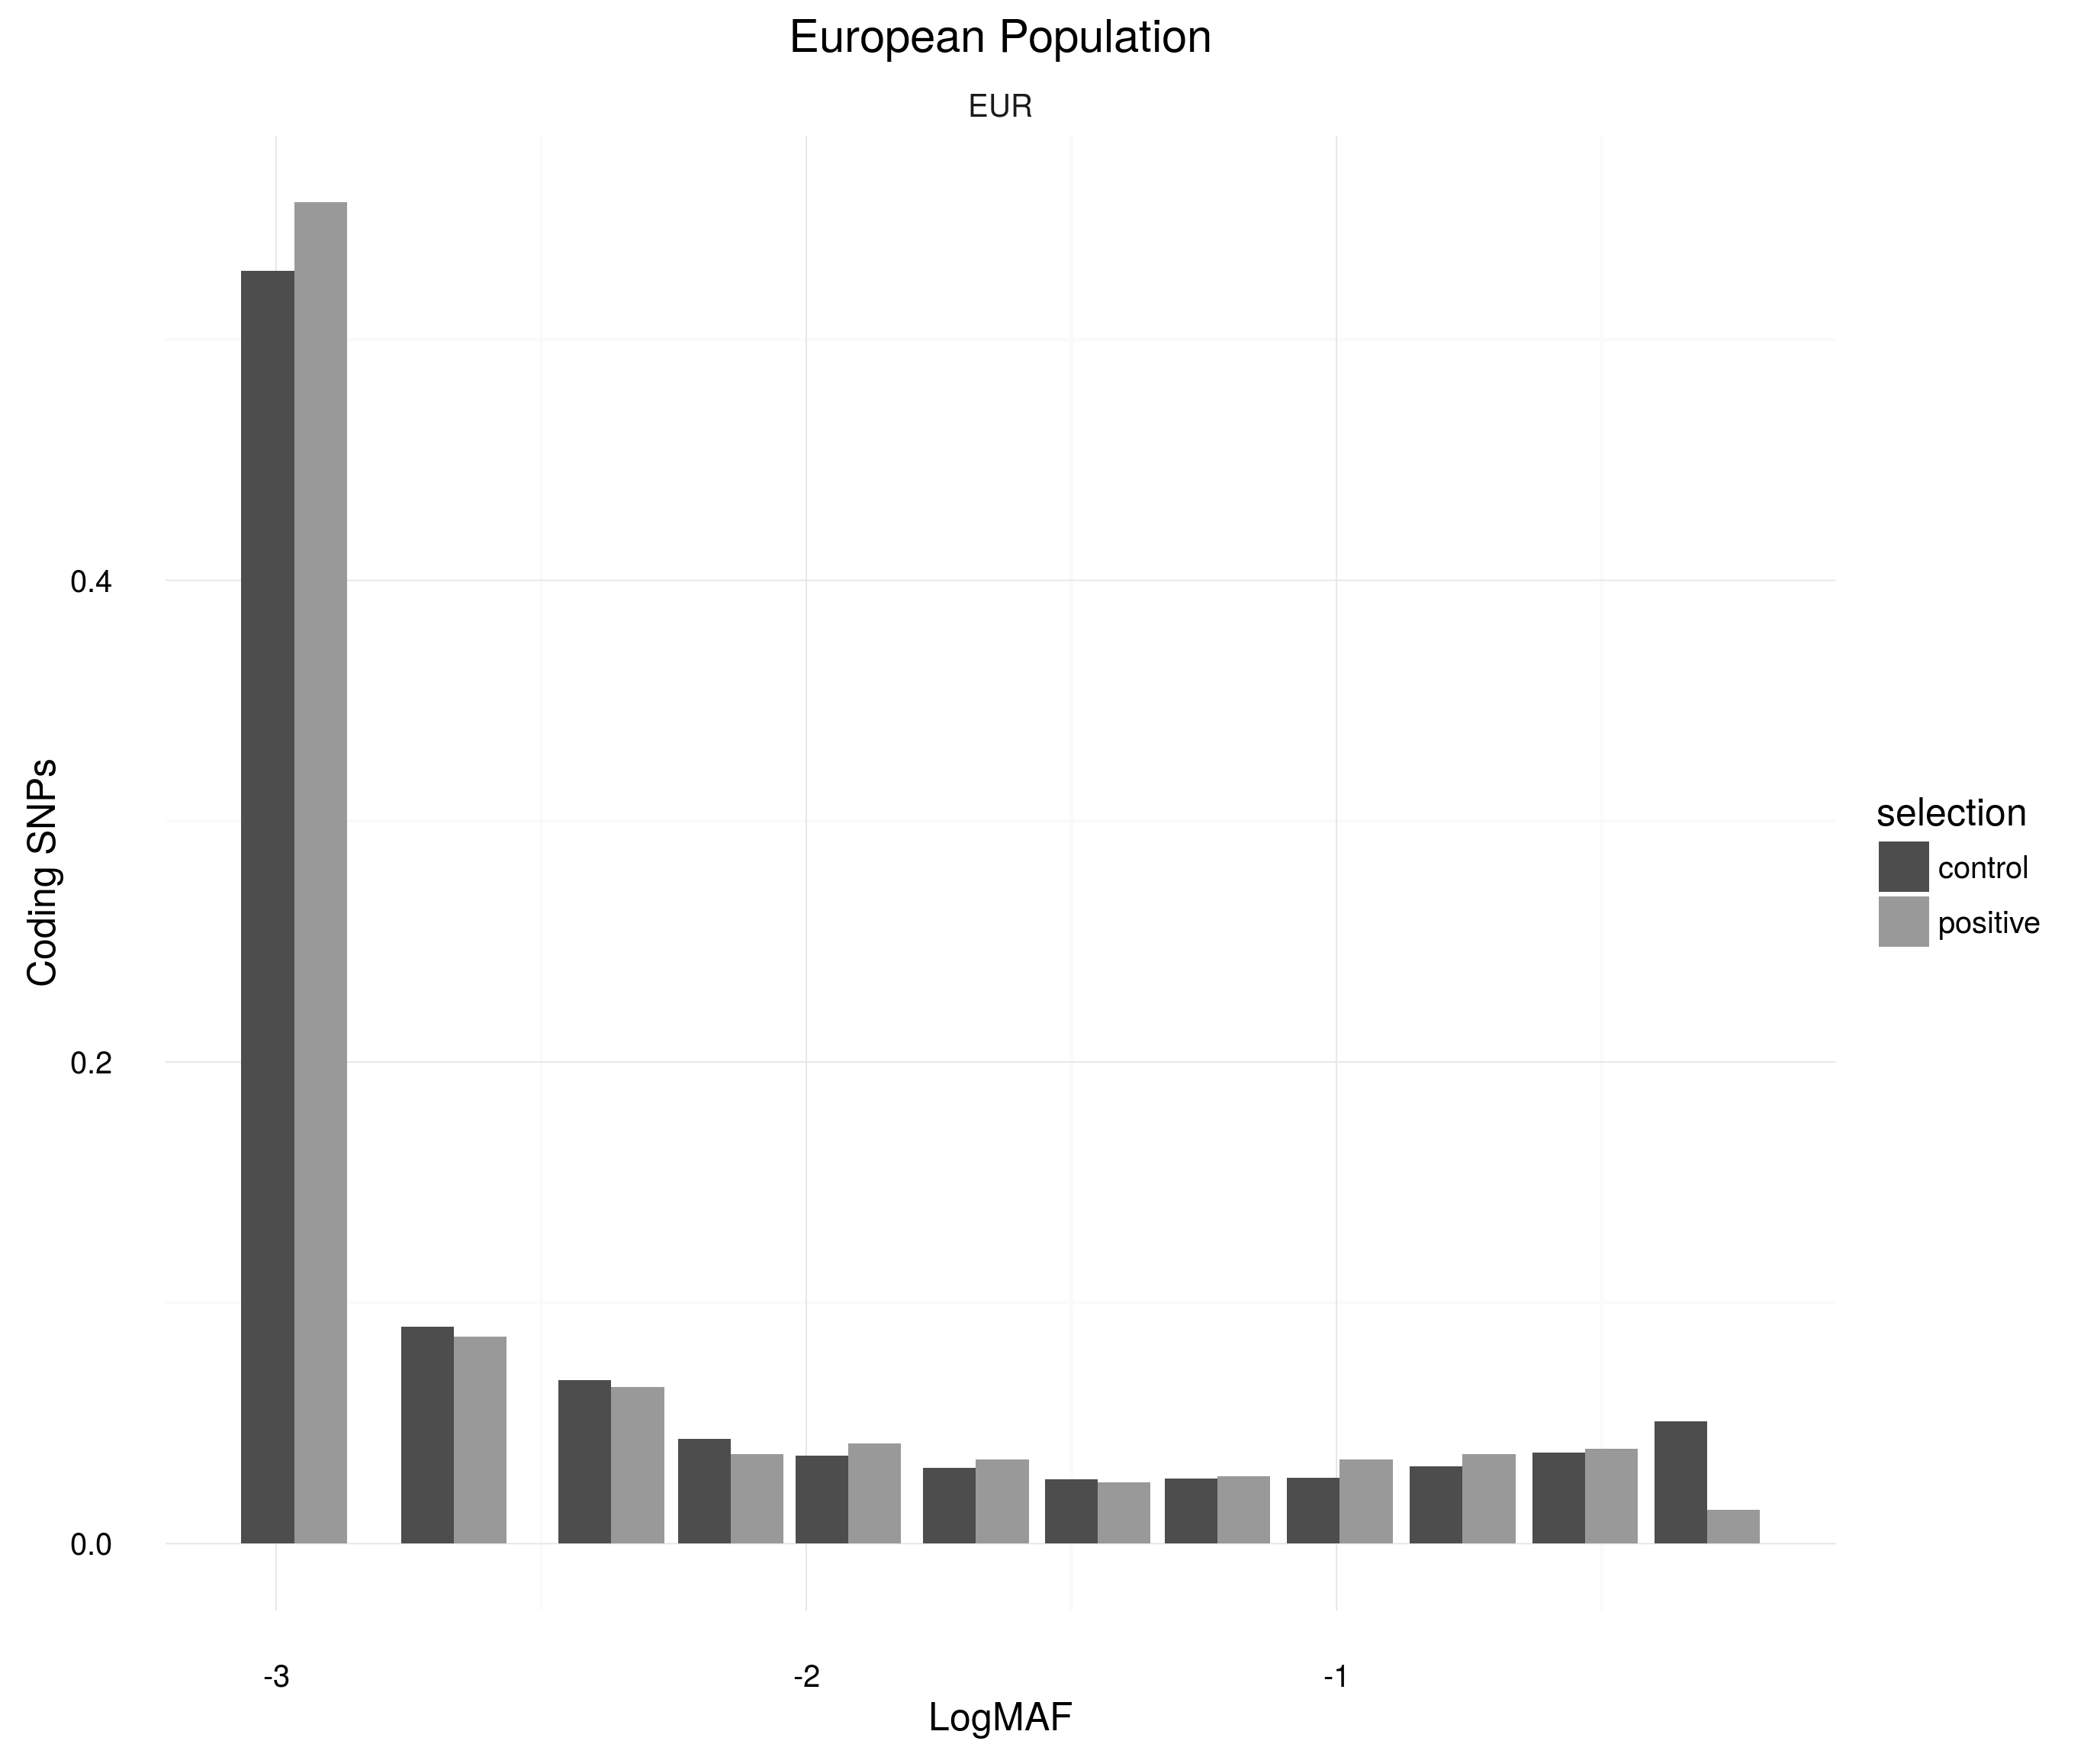 European Population
EUR
0.4
0.2
0.0
Coding SNPs
-3
-2
-1
LogMAF
selection
control
positive